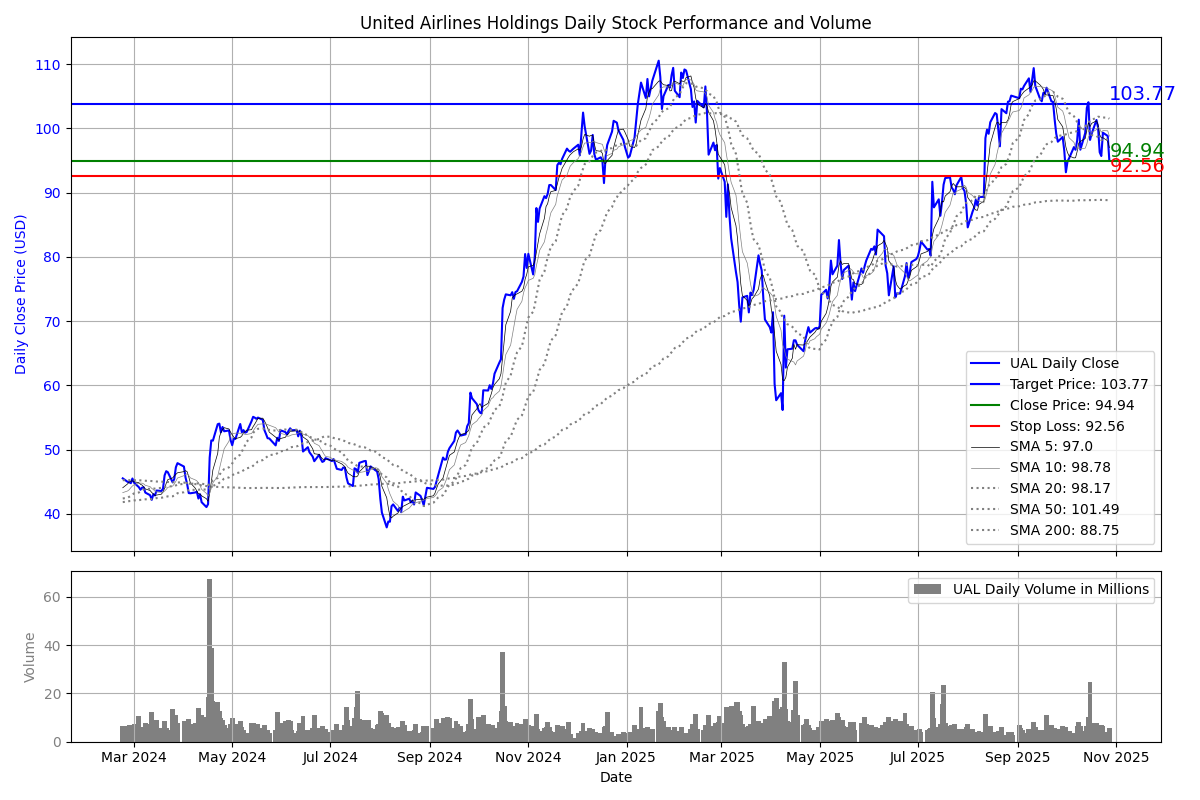 United Airlines Holdings Daily Stock Performance and Volume
Daily Close Price (USD)
110
100
90
80
70
60
50
40
103.77
94.94
92.56
UAL Daily Close
Target Price: 103.77
Close Price: 94.94
Stop Loss: 92.56
SMA 5: 97.0
SMA 10: 98.78
SMA 20: 98.17
SMA 50: 101.49
SMA 200: 88.75
Volume
60
40
20
0
UAL Daily Volume in Millions
Mar 2024 May 2024 Jul 2024 Sep 2024 Nov 2024 Jan 2025 Mar 2025 May 2025 Jul 2025 Sep 2025 Nov 2025
Date